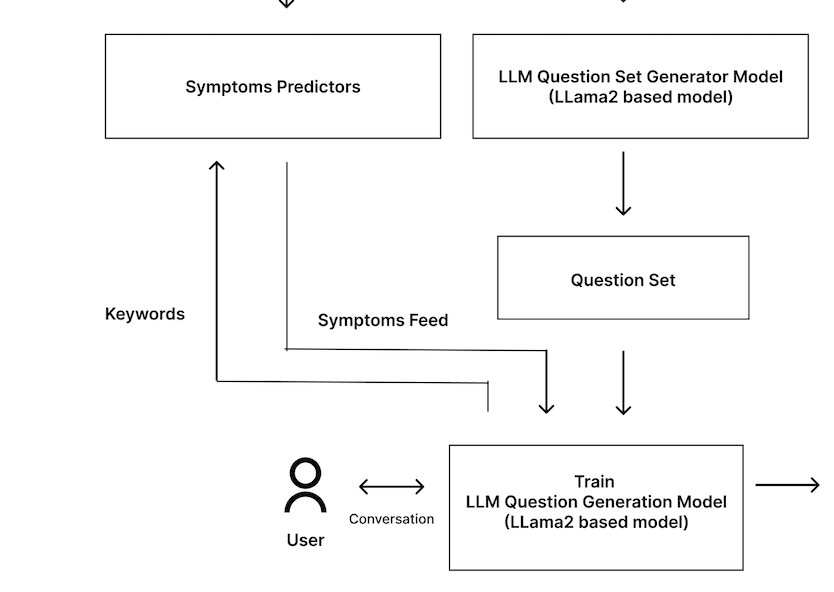 Symptoms Predictors
LLM Question Set Generator Model
(LLama2 based model)
Question Set
Keywords
Symptoms Feed
Train
LLM Question Generation Model
(LLama2 based model)
Conversation
User